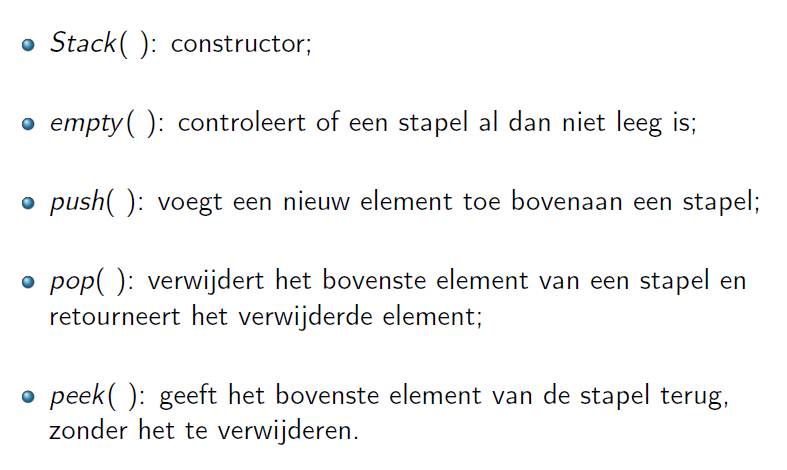 Stack( ): constructor;
empty( ): controleert of een stapel al dan niet leeg is;
push( ): voegt een nieuw element toe bovenaan een stapel;
pop( ): verwijdert het bovenste element van een stapel en
retourneert het verwijderde element;
peek( ): geeft het bovenste element van de stapel terug,
zonder het te verwijderen.